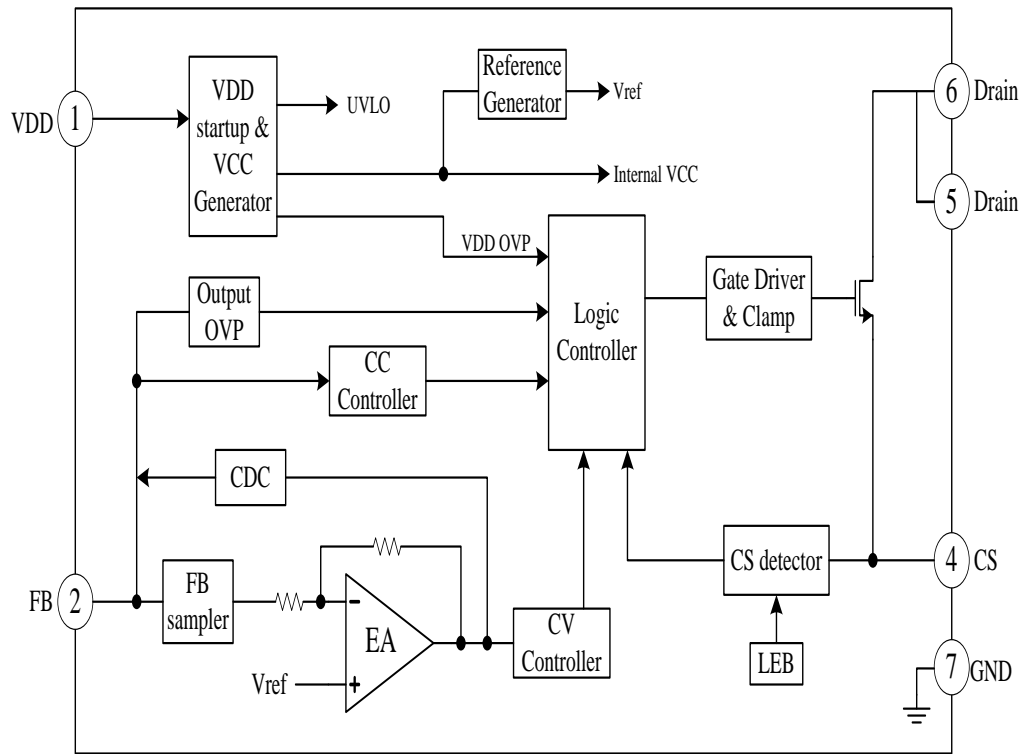 VDD
1
VDD
startup &
VCC
Generator
UVLO
Reference
Generator
Vref
Internal VCC
VDD OVP
6
Drain
5
Drain
Output
OVP
CC
Controller
Logic
Controller
Gate Driver
& Clamp
CDC
FB
2
FB
sampler
EA
-
+
Vref
CV
Controller
CS detector
LEB
4
CS
7
GND